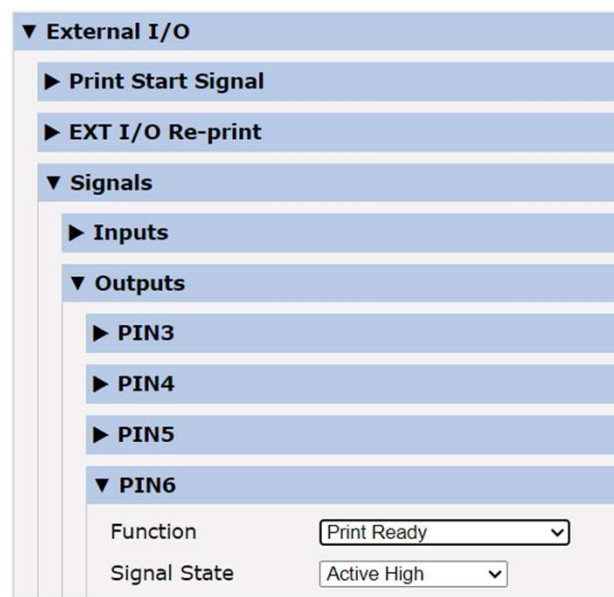 External I/O
Print Start Signal
EXT I/O Re-print
Signals
Inputs
Outputs
PIN3
PIN4
PIN5
PIN6
Function Print Ready
Signal State Active High